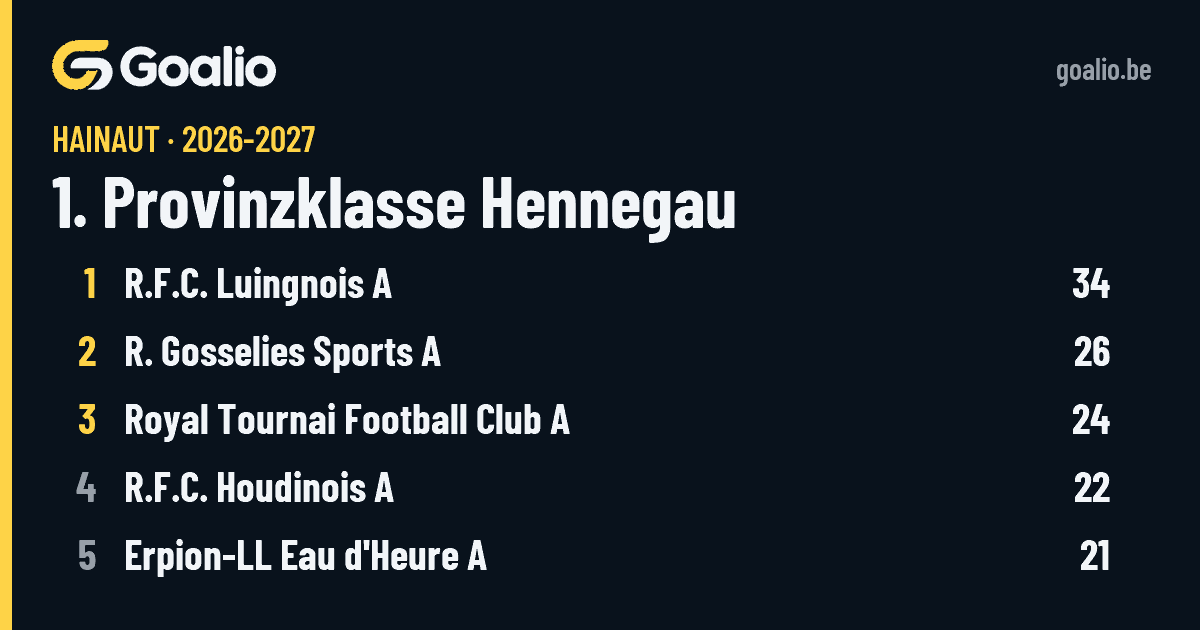 Goalio
goalio.be
HAINAUT · 2026-2027
1. Provinzklasse Hennegau
1 R.F.C. Luingnois A 34
2 R. Gosselies Sports A 26
3 Royal Tournai Football Club A 24
4 R.F.C. Houdinois A 22
5 Erpion-LL Eau d'Heure A 21